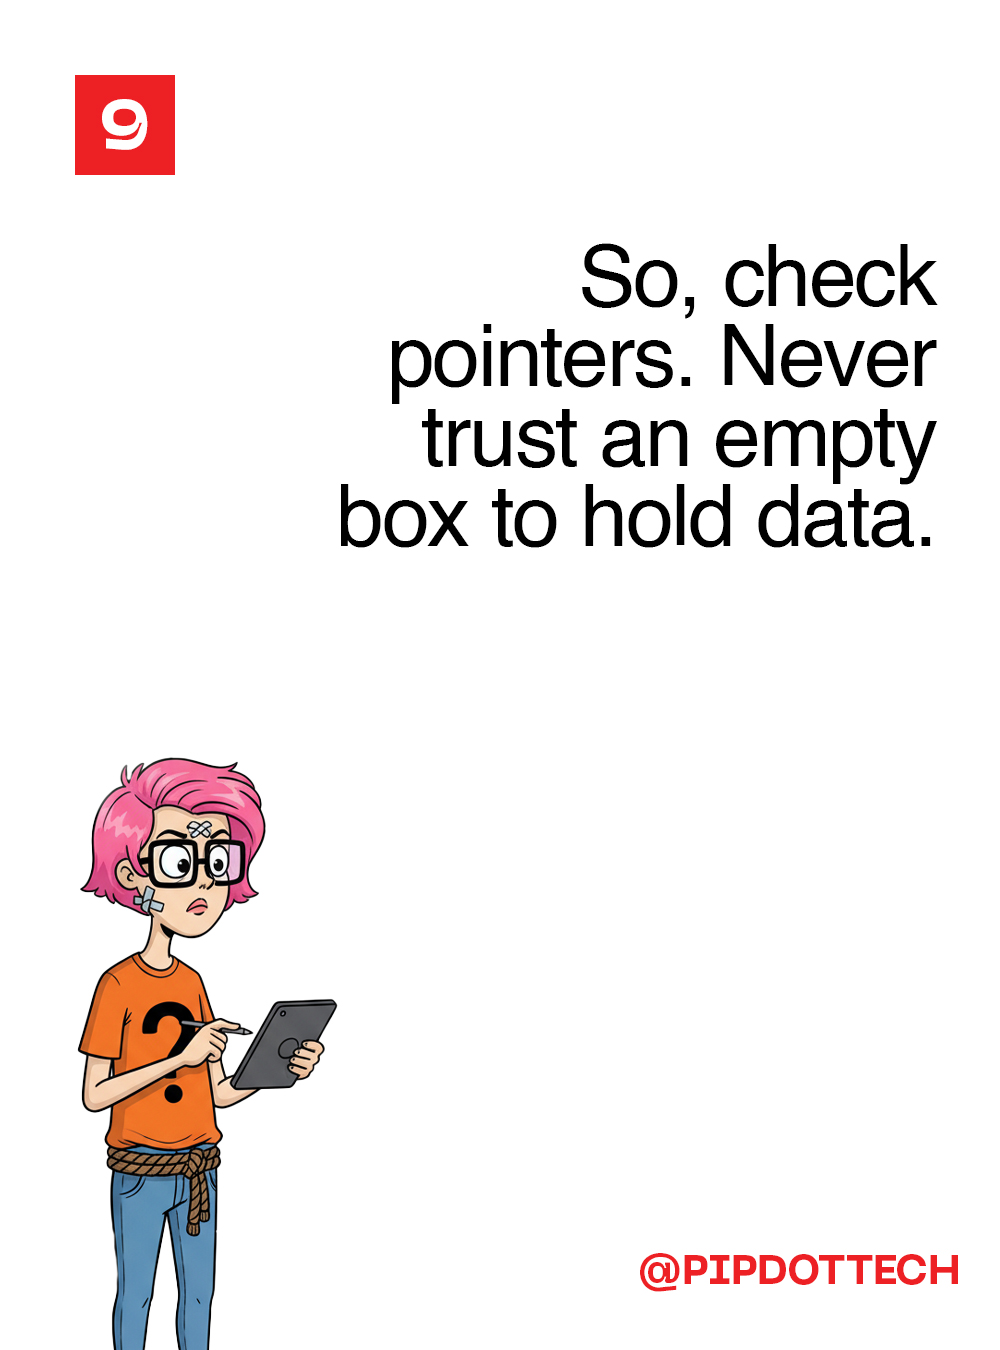 9
So, check
pointers. Never
trust an empty
box to hold data.
?
@PIPDOTTECH